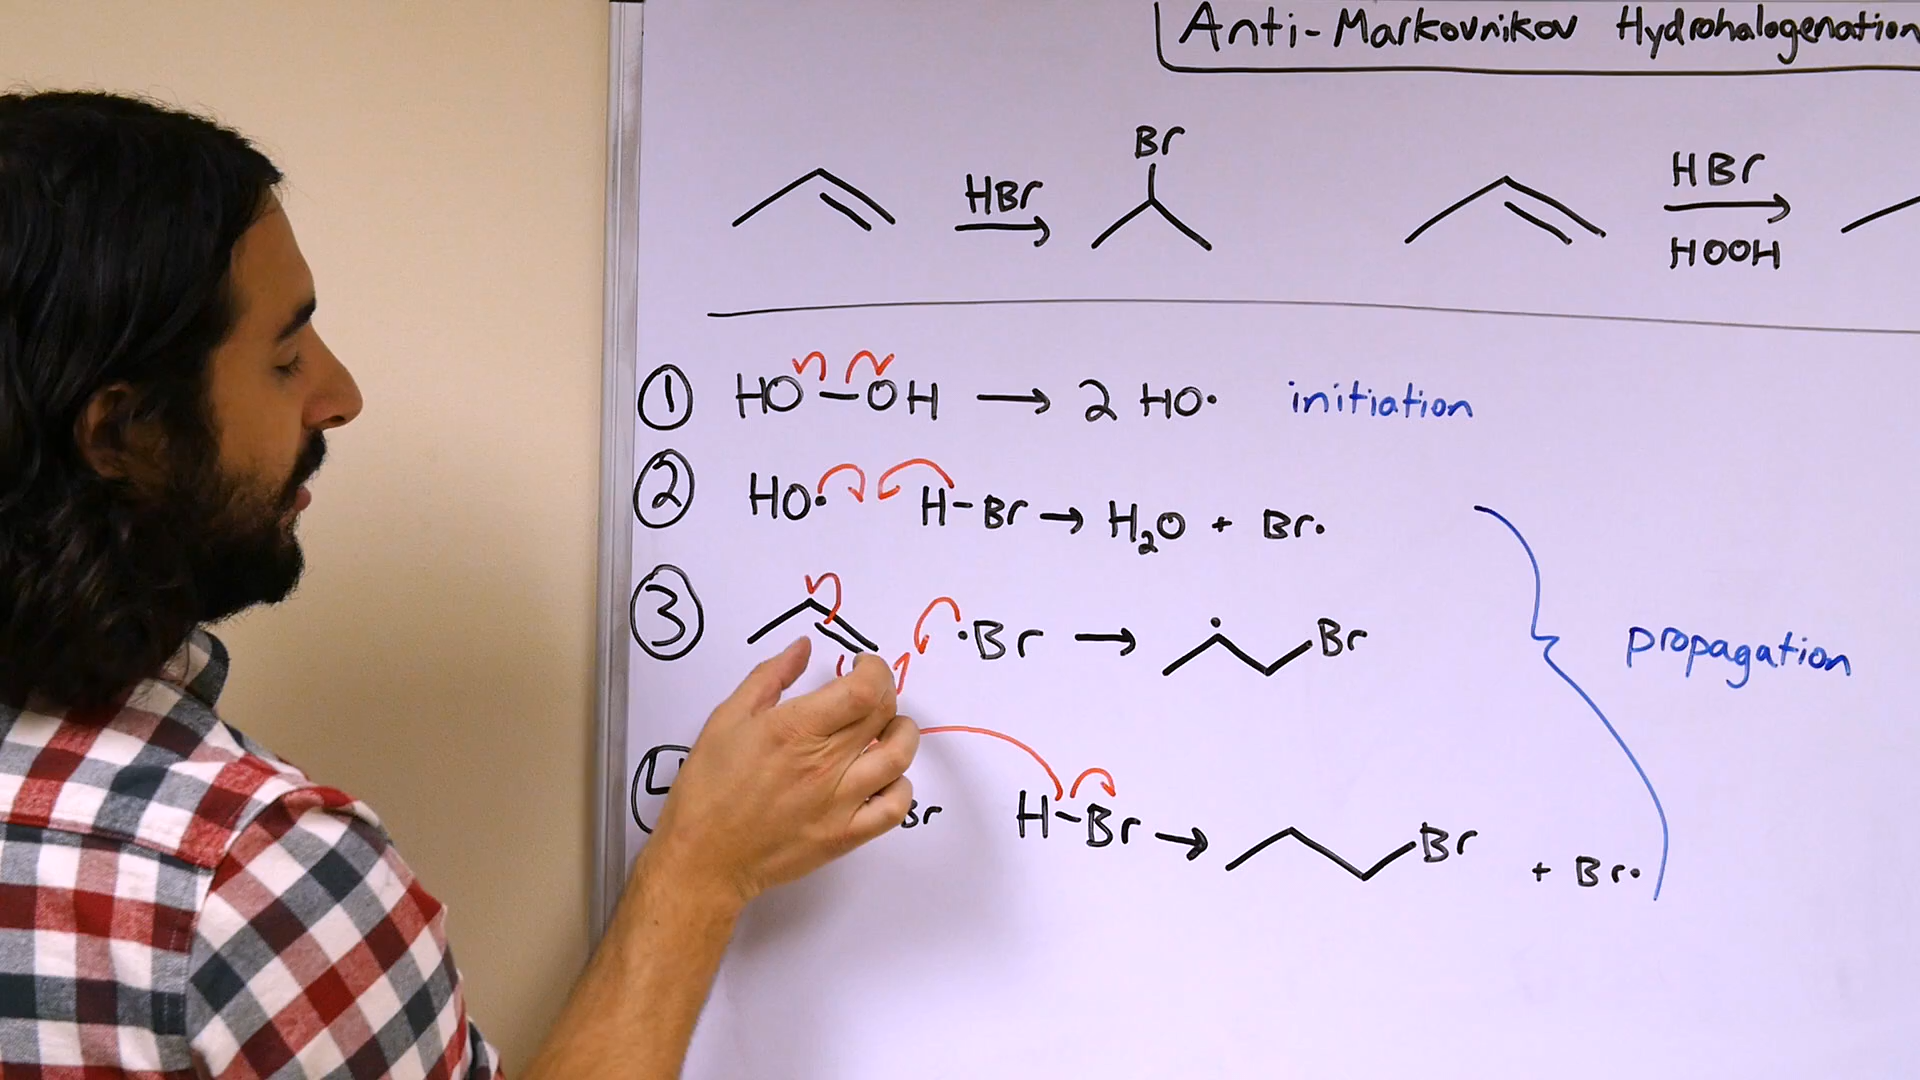 Anti-Markovnikov Hydrohalogenation
Br
HBr
HBr
HOOH
① HO—OH → 2 HO· initiation
② HO· H-Br → H₂O + Br·
③ ·Br → · Br
propagation
4 Br H-Br → Br + Br·